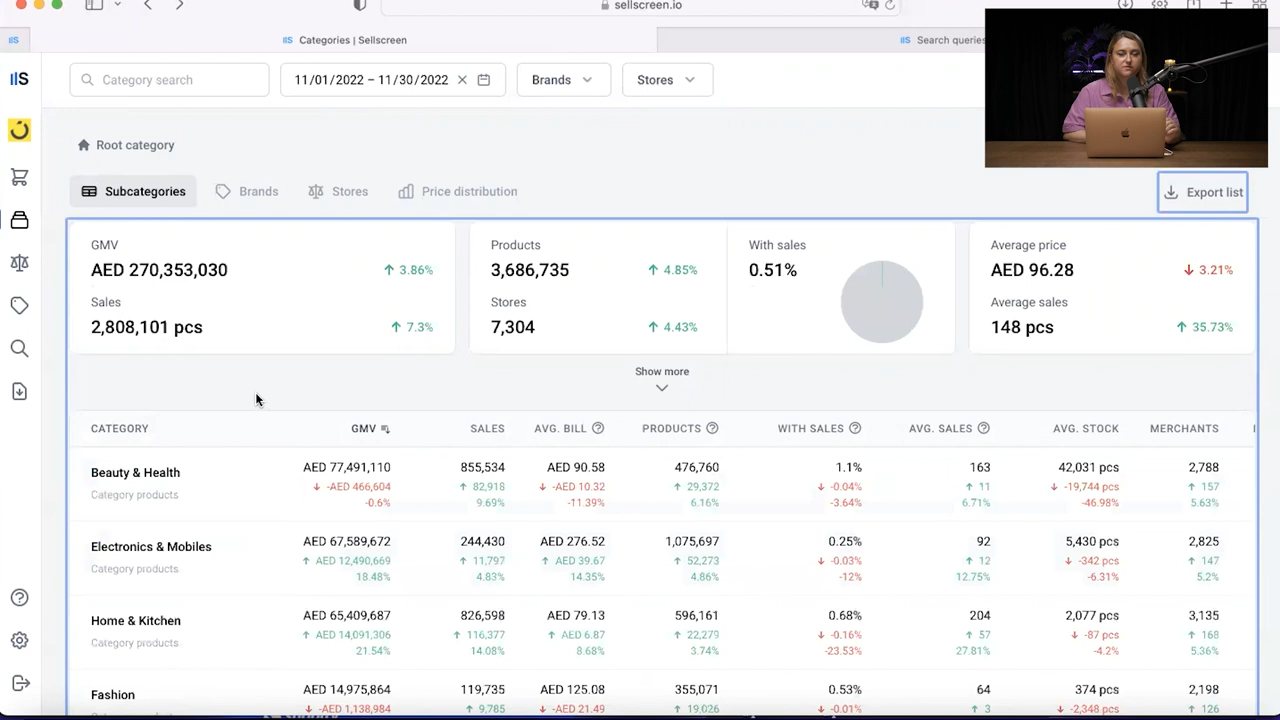 sellscreen.io
Categories | Sellscreen
Search queries
Category search
11/01/2022 – 11/30/2022
Brands
Stores
Root category
Subcategories
Brands
Stores
Price distribution
Export list
GMV
AED 270,353,030
3.86%
Sales
2,808,101 pcs
7.3%
Products
3,686,735
4.85%
Stores
7,304
4.43%
With sales
0.51%
Average price
AED 96.28
3.21%
Average sales
148 pcs
35.73%
Show more
CATEGORY GMV SALES AVG. BILL PRODUCTS WITH SALES AVG. SALES AVG. STOCK MERCHANTS
Beauty & Health AED 77,491,110 855,534 AED 90.58 476,760 1.1% 163 42,031 pcs 2,788
Category products -AED 466,604 82,918 -AED 10.32 29,372 -0.04% 11 -19,744 pcs 157
-0.6% 9.69% -11.39% 6.16% -3.64% 6.71% -46.98% 5.63%
Electronics & Mobiles AED 67,589,672 244,430 AED 276.52 1,075,697 0.25% 92 5,430 pcs 2,825
Category products AED 12,490,669 11,797 AED 39.67 52,273 -0.03% 12 -342 pcs 147
18.48% 4.83% 14.35% 4.86% -12% 12.75% -6.31% 5.2%
Home & Kitchen AED 65,409,687 826,598 AED 79.13 596,161 0.68% 204 2,077 pcs 3,135
Category products AED 14,091,306 116,377 AED 6.87 22,279 -0.16% 57 -87 pcs 168
21.54% 14.08% 8.68% 3.74% -23.53% 27.81% -4.2% 5.36%
Fashion AED 14,975,864 119,735 AED 125.08 355,071 0.53% 64 374 pcs 2,198
-AED 1,138,984 9,785 -AED 21.49 19,026 -0.01% 3 -2,348 pcs 126